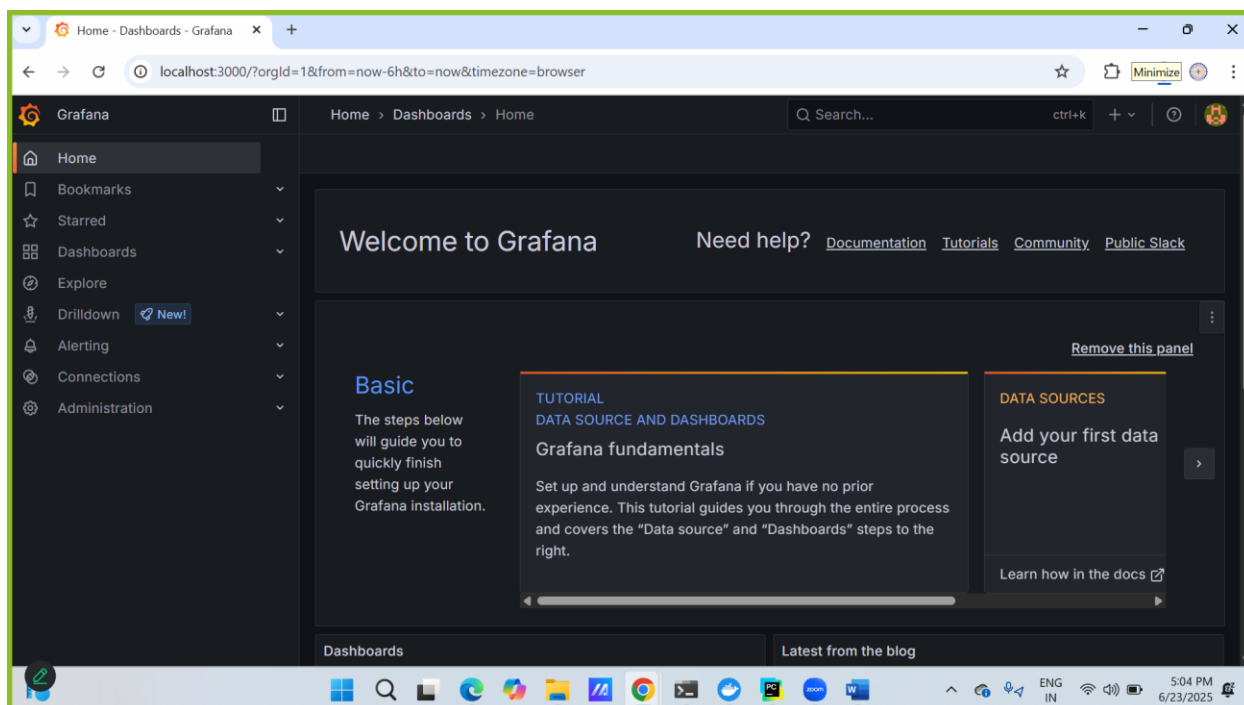 Home - Dashboards - Grafana
localhost:3000/?orgId=1&from=now-6h&to=now&timezone=browser
Minimize
Grafana
Home › Dashboards › Home
Search...
ctrl+k
Home
Bookmarks
Starred
Dashboards
Explore
Drilldown
New!
Alerting
Connections
Administration
Welcome to Grafana
Need help? Documentation Tutorials Community Public Slack
Remove this panel
Basic
The steps below
will guide you to
quickly finish
setting up your
Grafana installation.
TUTORIAL
DATA SOURCE AND DASHBOARDS
Grafana fundamentals
Set up and understand Grafana if you have no prior
experience. This tutorial guides you through the entire process
and covers the “Data source” and “Dashboards” steps to the
right.
DATA SOURCES
Add your first data
source
Learn how in the docs
Dashboards
Latest from the blog
PC
zoom
W
ENG
IN
5:04 PM
6/23/2025